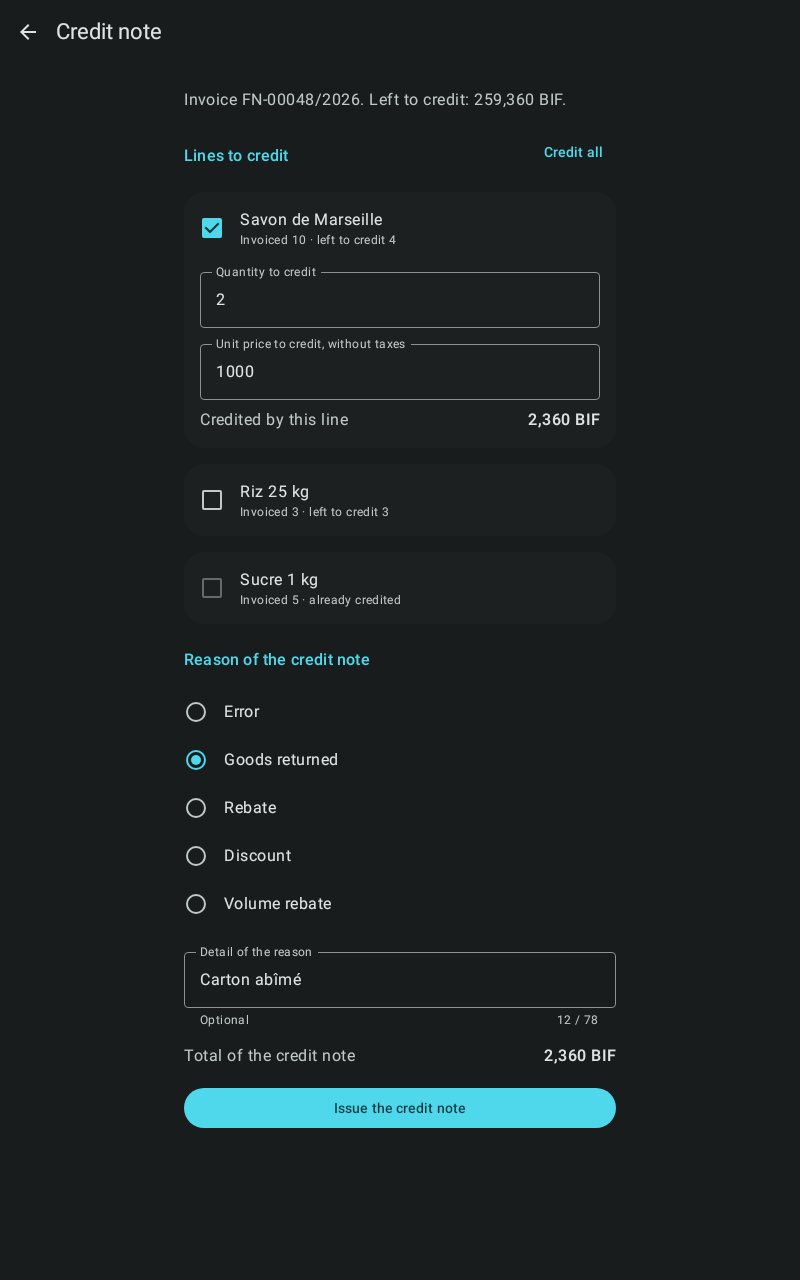 Credit note
Invoice FN-00048/2026. Left to credit: 259,360 BIF.
Lines to credit
Credit all
Savon de Marseille
Invoiced 10 · left to credit 4
Quantity to credit
2
Unit price to credit, without taxes
1000
Credited by this line 2,360 BIF
Riz 25 kg
Invoiced 3 · left to credit 3
Sucre 1 kg
Invoiced 5 · already credited
Reason of the credit note
Error
Goods returned
Rebate
Discount
Volume rebate
Detail of the reason
Carton abîmé
Optional 12 / 78
Total of the credit note 2,360 BIF
Issue the credit note